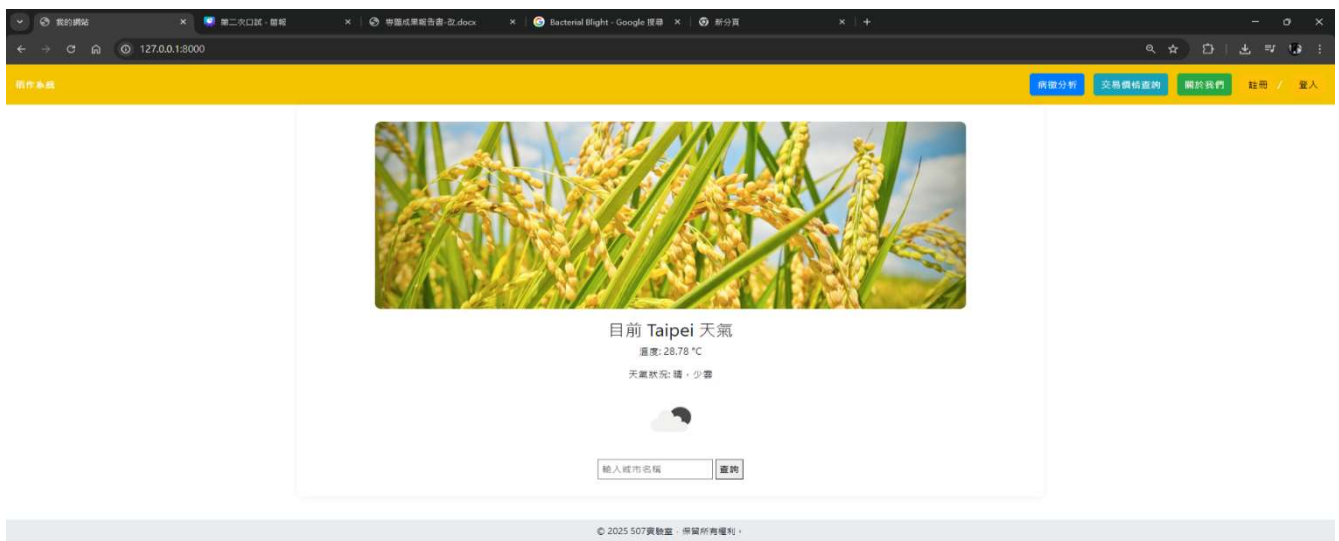 我的網站
第二次口試 - 簡報
專題成果報告書-改.docx
Bacterial Blight - Google 搜尋
新分頁
127.0.0.1:8000
稻作系統
病徵分析
交易價格查詢
關於我們
註冊 / 登入
目前 Taipei 天氣
溫度: 28.78 °C
天氣狀況: 晴，少雲
輸入城市名稱
查詢
© 2025 507實驗室 - 保留所有權利。